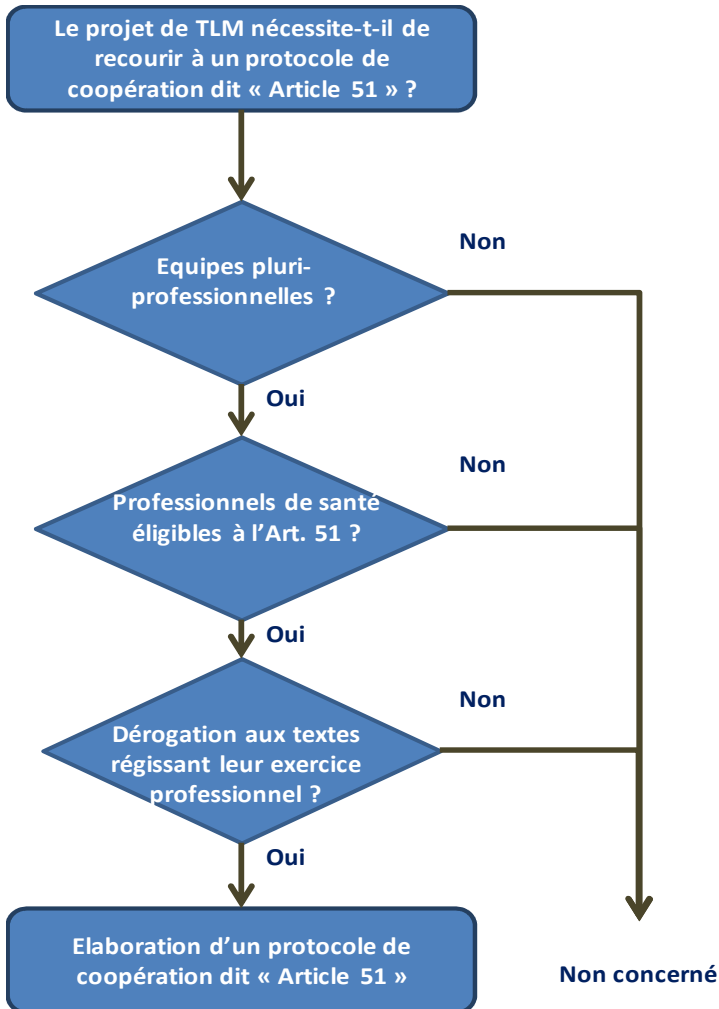 Le projet de TLM nécessite-t-il de
recourir à un protocole de
coopération dit « Article 51 » ?
Non
Equipes pluri-
professionnelles ?
Oui
Non
Professionnels de santé
éligibles à l’Art. 51 ?
Oui
Non
Dérogation aux textes
régissant leur exercice
professionnel ?
Oui
Elaboration d’un protocole de
coopération dit « Article 51 »
Non concerné